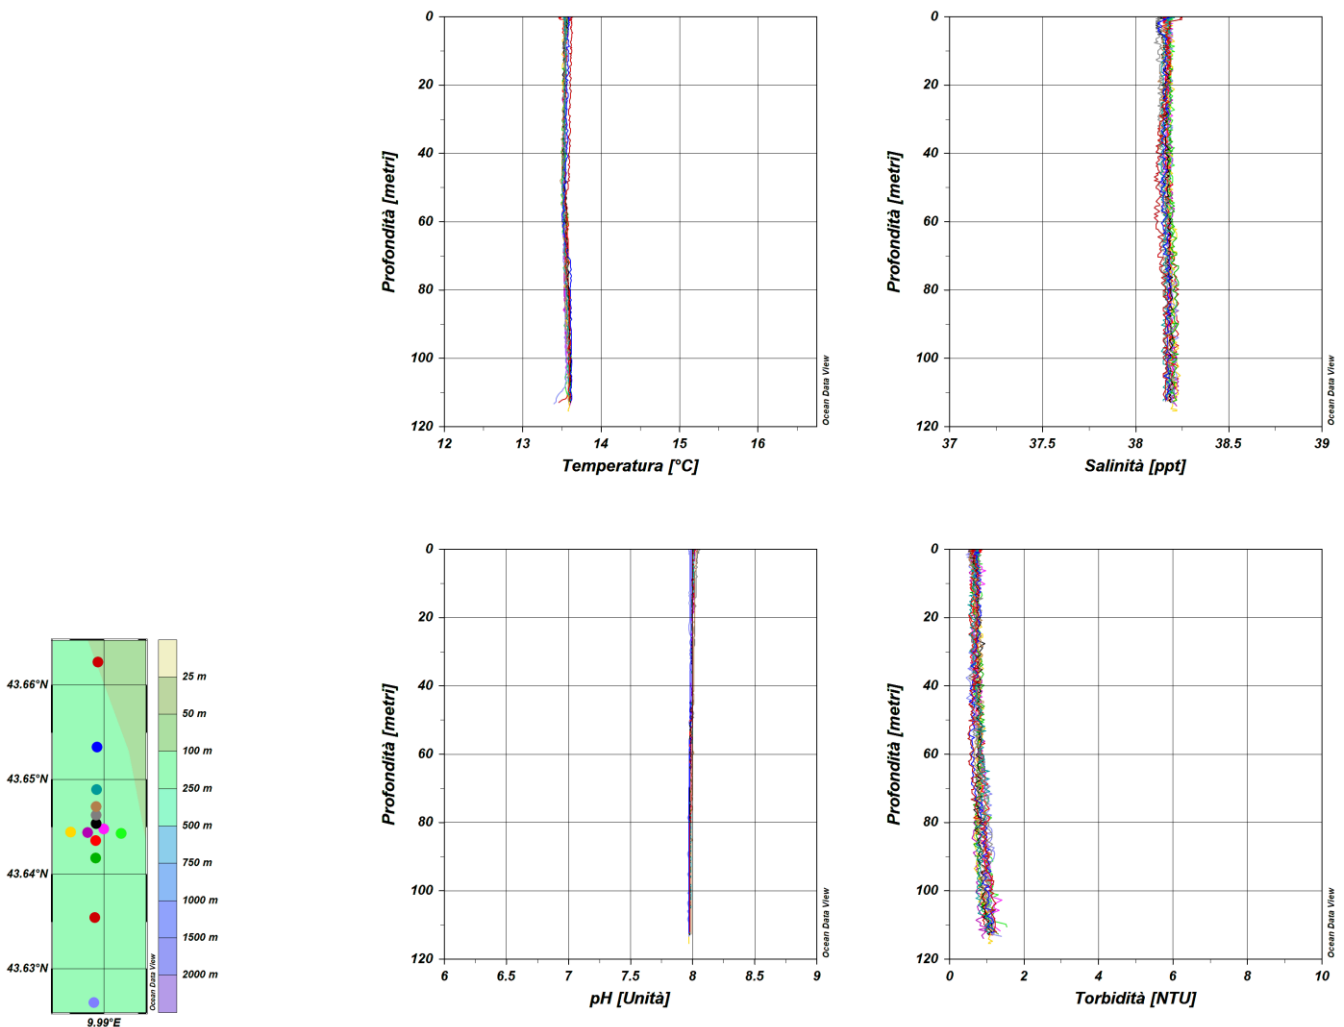 0
20
40
60
80
100
120
Profondità [metri]
12
13
14
15
16
Temperatura [°C]
Ocean Data View
0
20
40
60
80
100
120
Profondità [metri]
37
37.5
38
38.5
39
Salinità [ppt]
Ocean Data View
0
20
40
60
80
100
120
Profondità [metri]
6
6.5
7
7.5
8
8.5
9
pH [Unità]
Ocean Data View
0
20
40
60
80
100
120
Profondità [metri]
0
2
4
6
8
10
Torbidità [NTU]
Ocean Data View
43.66°N
43.65°N
43.64°N
43.63°N
9.99°E
Ocean Data View
25 m
50 m
100 m
250 m
500 m
750 m
1000 m
1500 m
2000 m